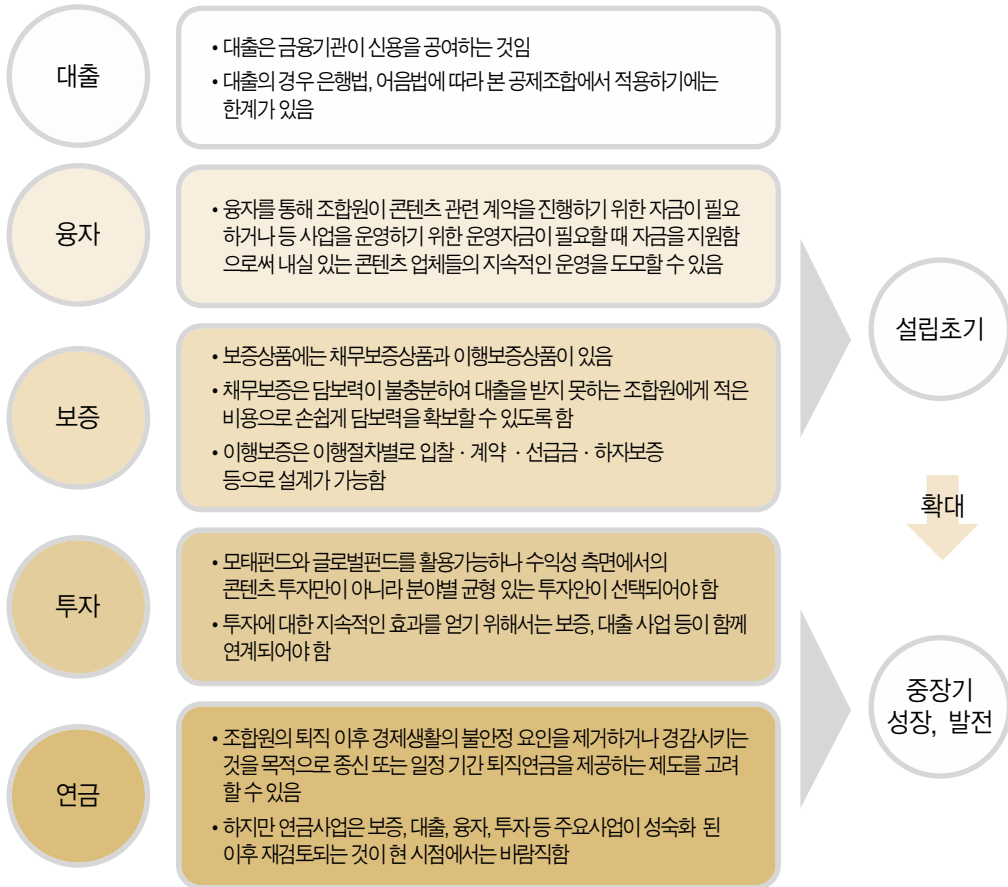 대출
• 대출은 금융기관이 신용을 공여하는 것임
• 대출의 경우 은행법, 어음법에 따라 본 공제조합에서 적용하기에는
한계가 있음
융자
• 융자를 통해 조합원이 콘텐츠 관련 계약을 진행하기 위한 자금이 필요
하거나 등 사업을 운영하기 위한 운영자금이 필요할 때 자금을 지원함
으로써 내실 있는 콘텐츠 업체들의 지속적인 운영을 도모할 수 있음
보증
• 보증상품에는 채무보증상품과 이행보증상품이 있음
• 채무보증은 담보력이 불충분하여 대출을 받지 못하는 조합원에게 적은
비용으로 손쉽게 담보력을 확보할 수 있도록 함
• 이행보증은 이행절차별로 입찰 · 계약 · 선급금 · 하자보증
등으로 설계가 가능함
설립초기
확대
투자
• 모태펀드와 글로벌펀드를 활용가능하나 수익성 측면에서의
콘텐츠 투자만이 아니라 분야별 균형 있는 투자안이 선택되어야 함
• 투자에 대한 지속적인 효과를 얻기 위해서는 보증, 대출 사업 등이 함께
연계되어야 함
연금
• 조합원의 퇴직 이후 경제생활의 불안정 요인을 제거하거나 경감시키는
것을 목적으로 종신 또는 일정 기간 퇴직연금을 제공하는 제도를 고려
할 수 있음
• 하지만 연금사업은 보증, 대출, 융자, 투자 등 주요사업이 성숙화 된
이후 재검토되는 것이 현 시점에서는 바람직함
중장기
성장, 발전